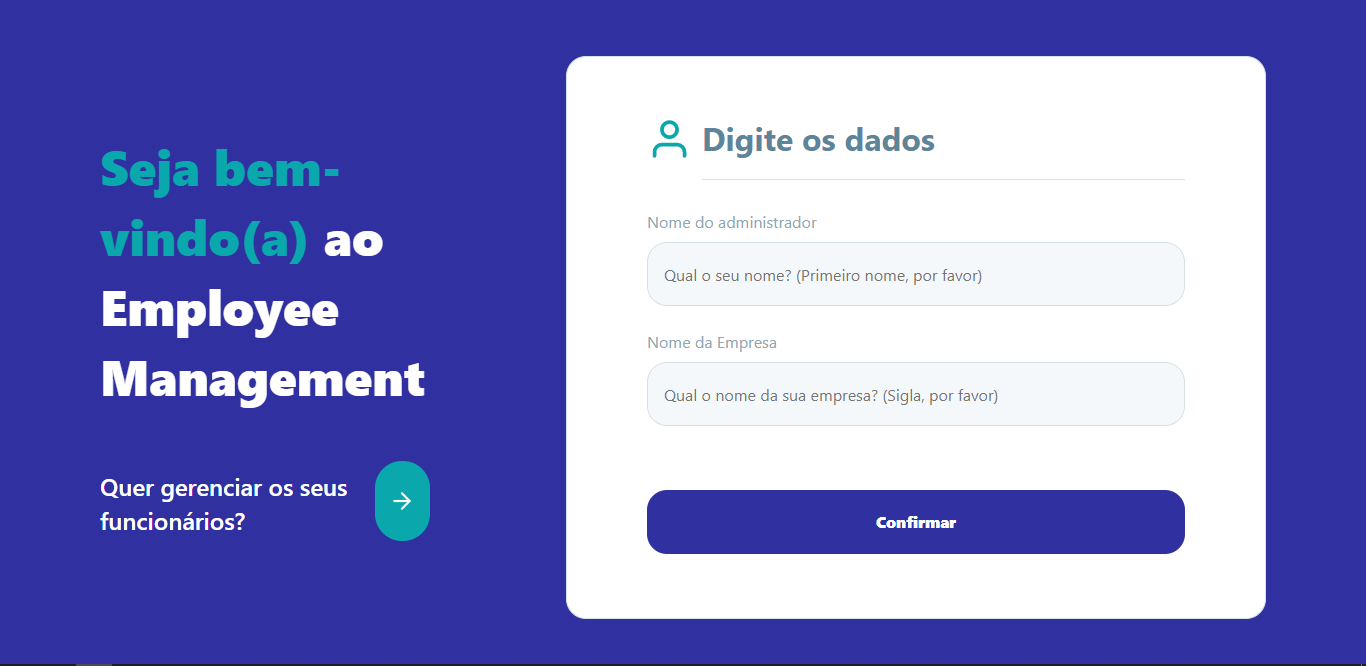 Seja bem-
vindo(a) ao
Employee
Management
Quer gerenciar os seus
funcionários?
Digite os dados
Nome do administrador
Qual o seu nome? (Primeiro nome, por favor)
Nome da Empresa
Qual o nome da sua empresa? (Sigla, por favor)
Confirmar